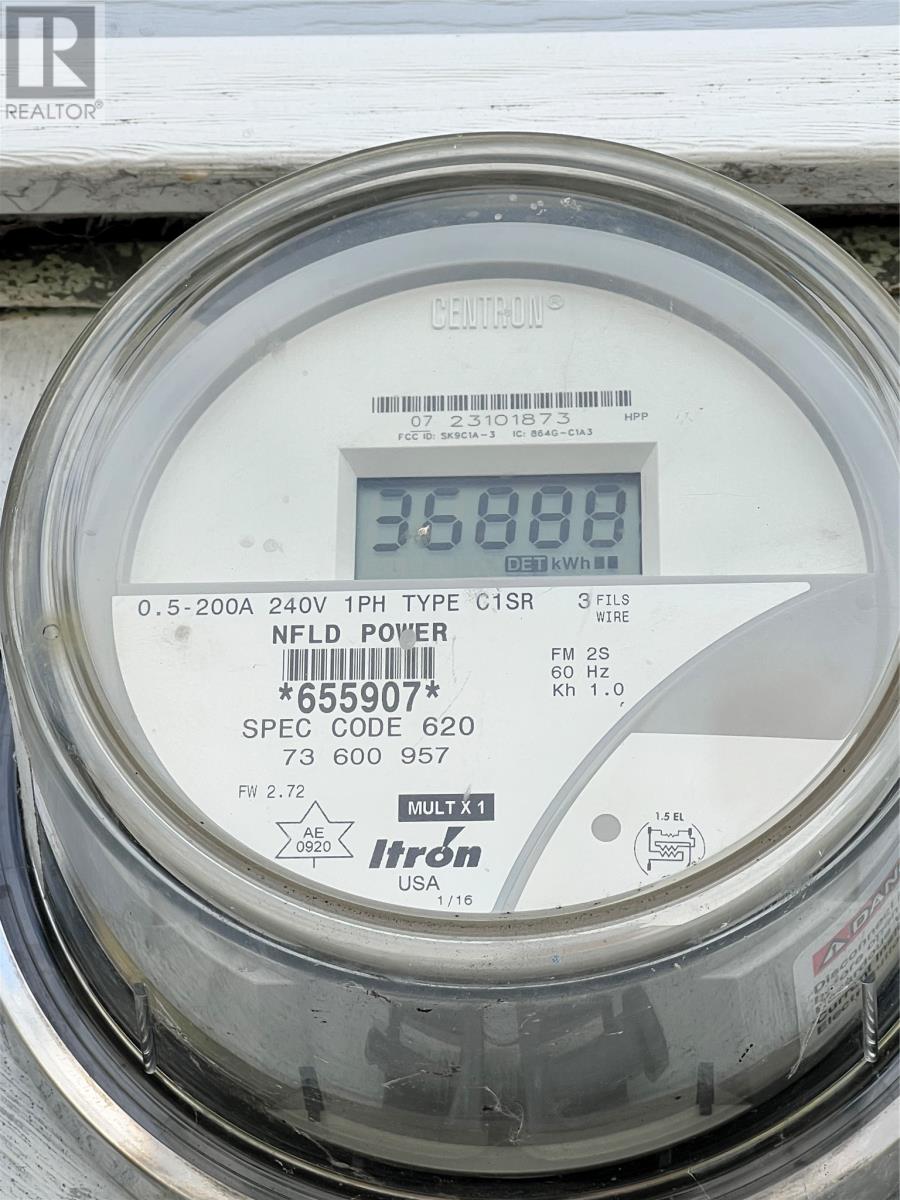 REALTOR®
CENTRON®
07 23101873 HPP
FCC ID: SK9C1A-3 IC: 864G-C1A3
36888
DET kWh
0.5-200A 240V 1PH TYPE C1SR 3 FILS
WIRE
NFLD POWER
FM 2S
60 Hz
Kh 1.0
*655907*
SPEC CODE 620
73 600 957
FW 2.72
MULT X 1
AE
0920
Itron
USA
1/16
1.5 EL